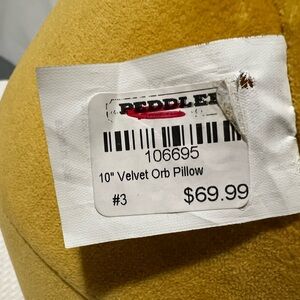 PEDDLER
106695
10" Velvet Orb Pillow
#3
$69.99